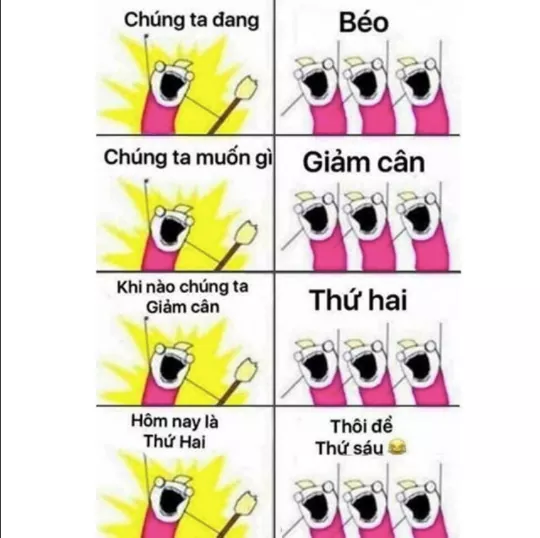 Chúng ta đang
Béo
Chúng ta muốn gì
Giảm cân
Khi nào chúng ta
Giảm cân
Thứ hai
Hôm nay là
Thứ Hai
Thôi để
Thứ sáu 😂